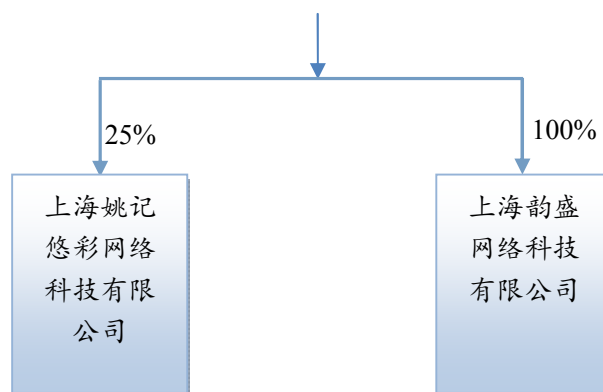 25%
100%
上海姚记
悠彩网络
科技有限
公司
上海韵盛
网络科技
有限公司